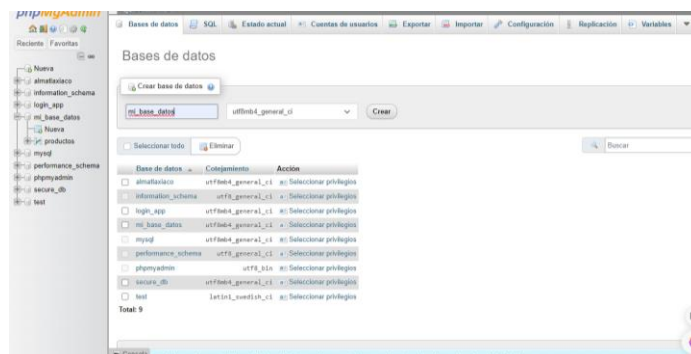 phpMyAdmin
Reciente Favoritas
Nueva
almatlaxiaco
information_schema
login_app
mi_base_datos
Nueva
productos
mysql
performance_schema
phpmyadmin
secure_db
test
Bases de datos SQL Estado actual Cuentas de usuarios Exportar Importar Configuración Replicación Variables
Bases de datos
Crear base de datos
mi_base_datos utf8mb4_general_ci Crear
Seleccionar todo Eliminar Buscar
Base de datos Cotejamiento Acción
almatlaxiaco utf8mb4_general_ci Seleccionar privilegios
information_schema utf8_general_ci Seleccionar privilegios
login_app utf8mb4_general_ci Seleccionar privilegios
mi_base_datos utf8mb4_general_ci Seleccionar privilegios
mysql utf8mb4_general_ci Seleccionar privilegios
performance_schema utf8_general_ci Seleccionar privilegios
phpmyadmin utf8_bin Seleccionar privilegios
secure_db utf8mb4_general_ci Seleccionar privilegios
test latin1_swedish_ci Seleccionar privilegios
Total: 9
Consola